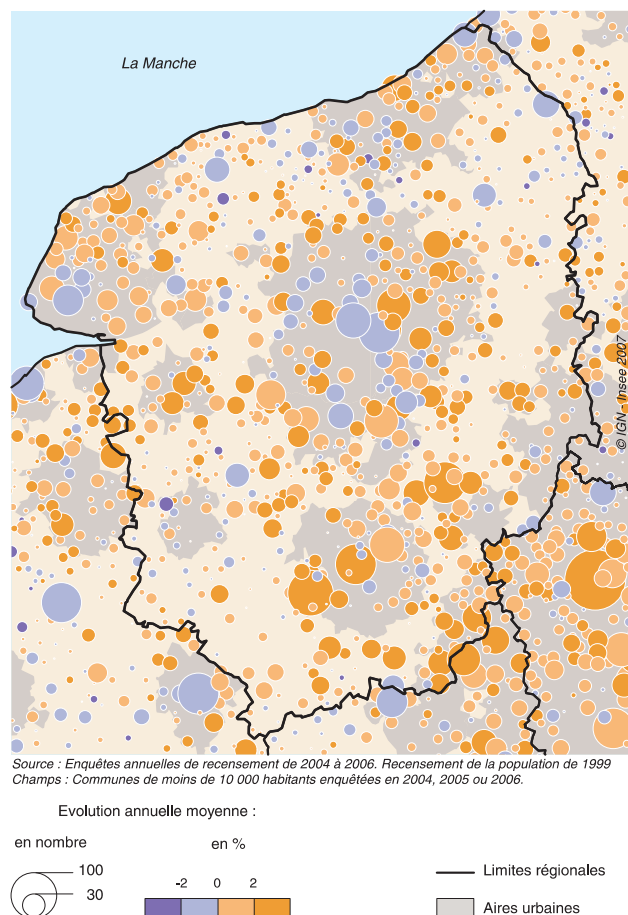 La Manche
© IGN - Insee 2007
Source : Enquêtes annuelles de recensement de 2004 à 2006. Recensement de la population de 1999
Champs : Communes de moins de 10 000 habitants enquêtées en 2004, 2005 ou 2006.
Evolution annuelle moyenne :
en nombre
en %
100
30
-2 0 2
Limites régionales
Aires urbaines